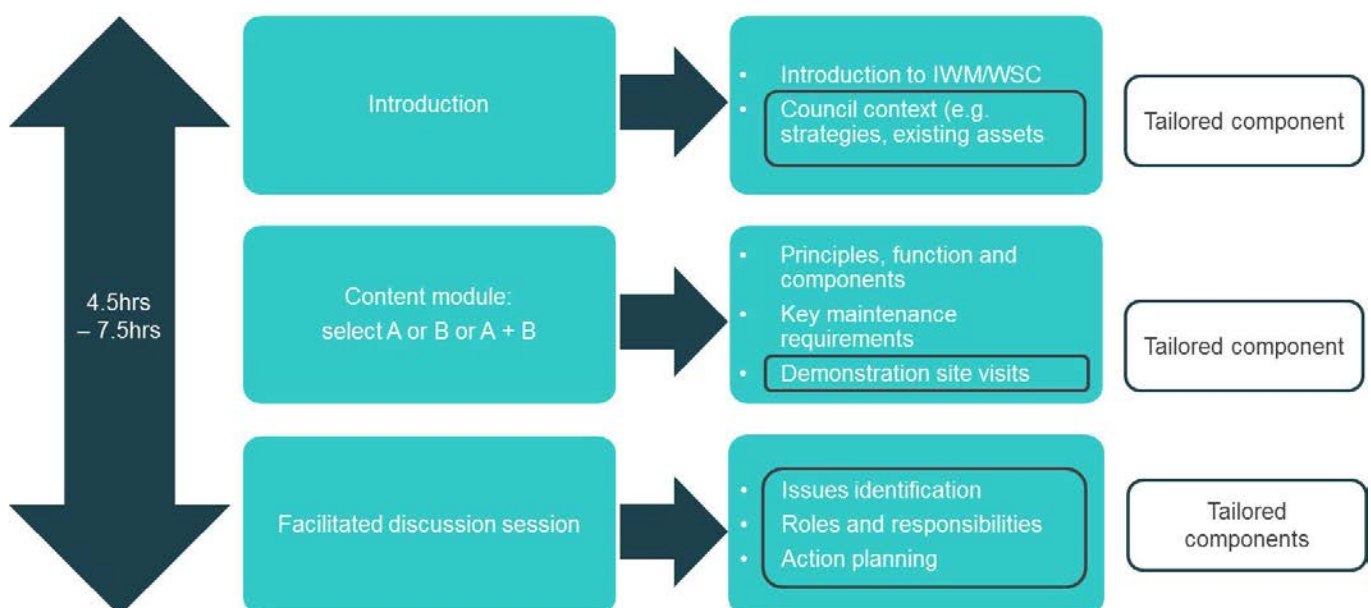 4.5hrs
– 7.5hrs
Introduction
• Introduction to IWM/WSC
• Council context (e.g.
strategies, existing assets
Tailored component
Content module:
select A or B or A + B
• Principles, function and
components
• Key maintenance
requirements
• Demonstration site visits
Tailored component
Facilitated discussion session
• Issues identification
• Roles and responsibilities
• Action planning
Tailored
components